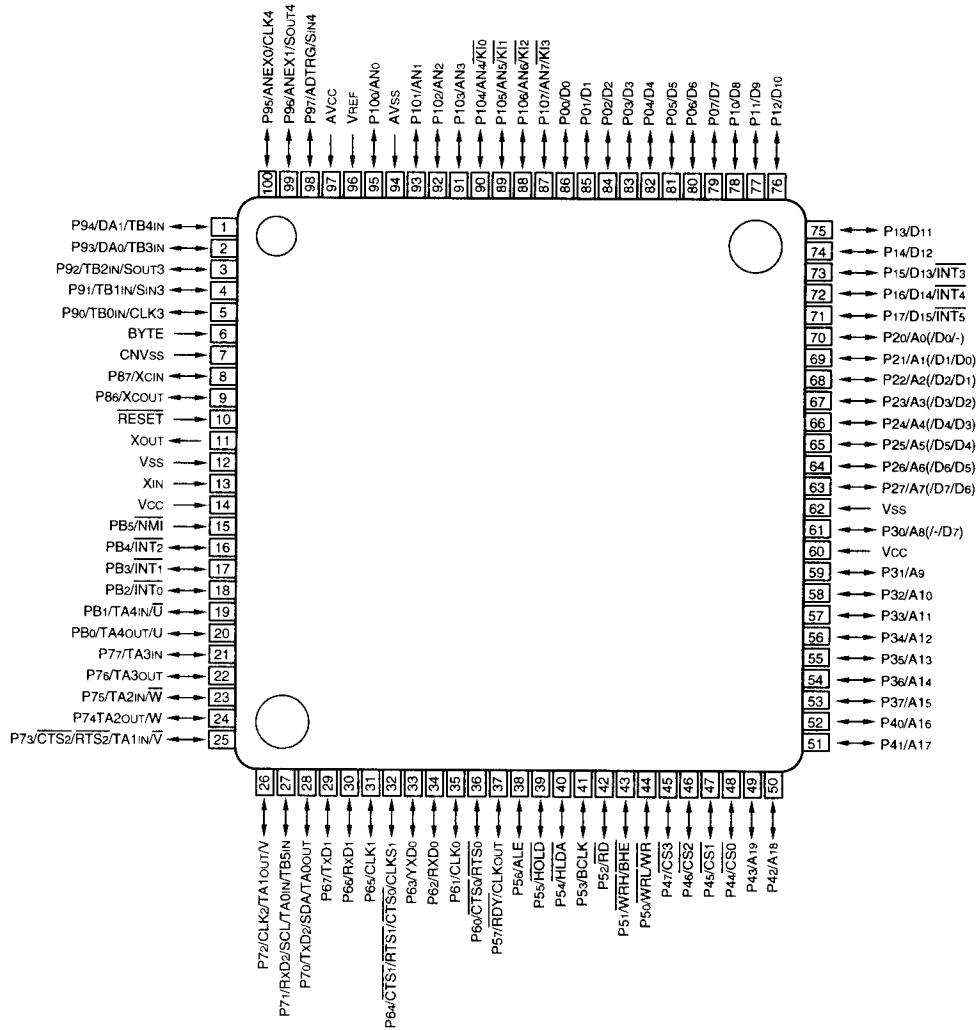 P95/ANEX0/CLK4
P96/ANEX1/SOUT4
P97/ADTRG/SIN4
AVCC
VREF
P100/AN0
AVSS
P101/AN1
P102/AN2
P103/AN3
P104/AN4/KI0
P105/AN5/KI1
P106/AN6/KI2
P107/AN7/KI3
P00/D0
P01/D1
P02/D2
P03/D3
P04/D4
P05/D5
P06/D6
P07/D7
P10/D8
P11/D9
P12/D10
100 99 98 97 96 95 94 93 92 91 90 89 88 87 86 85 84 83 82 81 80 79 78 77 76
P94/DA1/TB4IN 1
P93/DA0/TB3IN 2
P92/TB2IN/SOUT3 3
P91/TB1IN/SIN3 4
P90/TB0IN/CLK3 5
BYTE 6
CNVSS 7
P87/XCIN 8
P86/XCOUT 9
RESET 10
XOUT 11
VSS 12
XIN 13
VCC 14
PB5/NMI 15
PB4/INT2 16
PB3/INT1 17
PB2/INT0 18
PB1/TA4IN/U 19
PB0/TA4OUT/U 20
P77/TA3IN 21
P76/TA3OUT 22
P75/TA2IN/W 23
P74TA2OUT/W 24
P73/CTS2/RTS2/TA1IN/V 25
75 P13/D11
74 P14/D12
73 P15/D13/INT3
72 P16/D14/INT4
71 P17/D15/INT5
70 P20/A0(/D0/-)
69 P21/A1(/D1/D0)
68 P22/A2(/D2/D1)
67 P23/A3(/D3/D2)
66 P24/A4(/D4/D3)
65 P25/A5(/D5/D4)
64 P26/A6(/D6/D5)
63 P27/A7(/D7/D6)
62 VSS
61 P30/A8(/-/D7)
60 VCC
59 P31/A9
58 P32/A10
57 P33/A11
56 P34/A12
55 P35/A13
54 P36/A14
53 P37/A15
52 P40/A16
51 P41/A17
26 27 28 29 30 31 32 33 34 35 36 37 38 39 40 41 42 43 44 45 46 47 48 49 50
P72/CLK2/TA1OUT/V
P71/RXD2/SCL/TA0IN/TB5IN
P70/TXD2/SDA/TA0OUT
P67/TXD1
P66/RXD1
P65/CLK1
P64/CTS1/RTS1/CTS0/CLKS1
P63/YXD0
P62/RXD0
P61/CLK0
P60/CTS0/RTS0
P57/RDY/CLKOUT
P56/ALE
P55/HOLD
P54/HLDA
P53/BCLK
P52/RD
P51/WRH/BHE
P50/WRL/WR
P47/CS3
P46/CS2
P45/CS1
P44/CS0
P43/A19
P42/A18